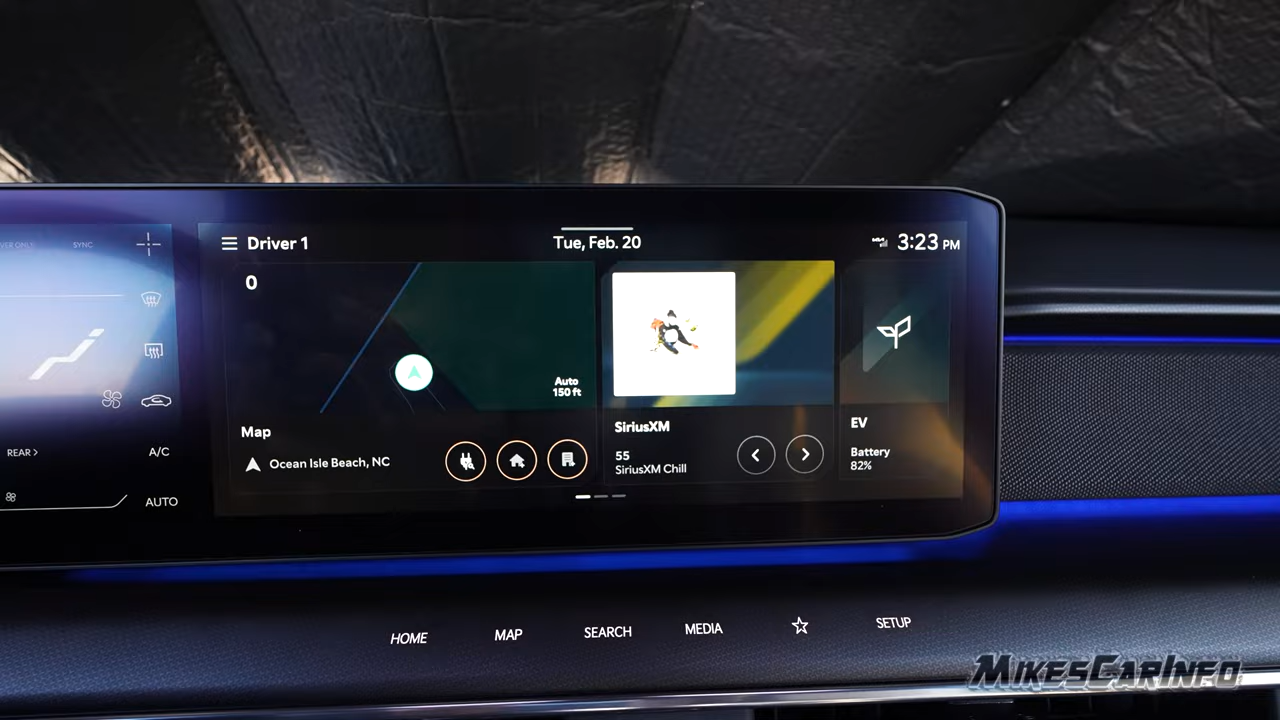 VER ONLY
SYNC
REAR >
A/C
AUTO
Driver 1
Tue, Feb. 20
3:23 PM
0
Auto
150 ft
Map
Ocean Isle Beach, NC
SiriusXM
55
SiriusXM Chill
EV
Battery
82%
HOME
MAP
SEARCH
MEDIA
SETUP
MIKESCARINFO